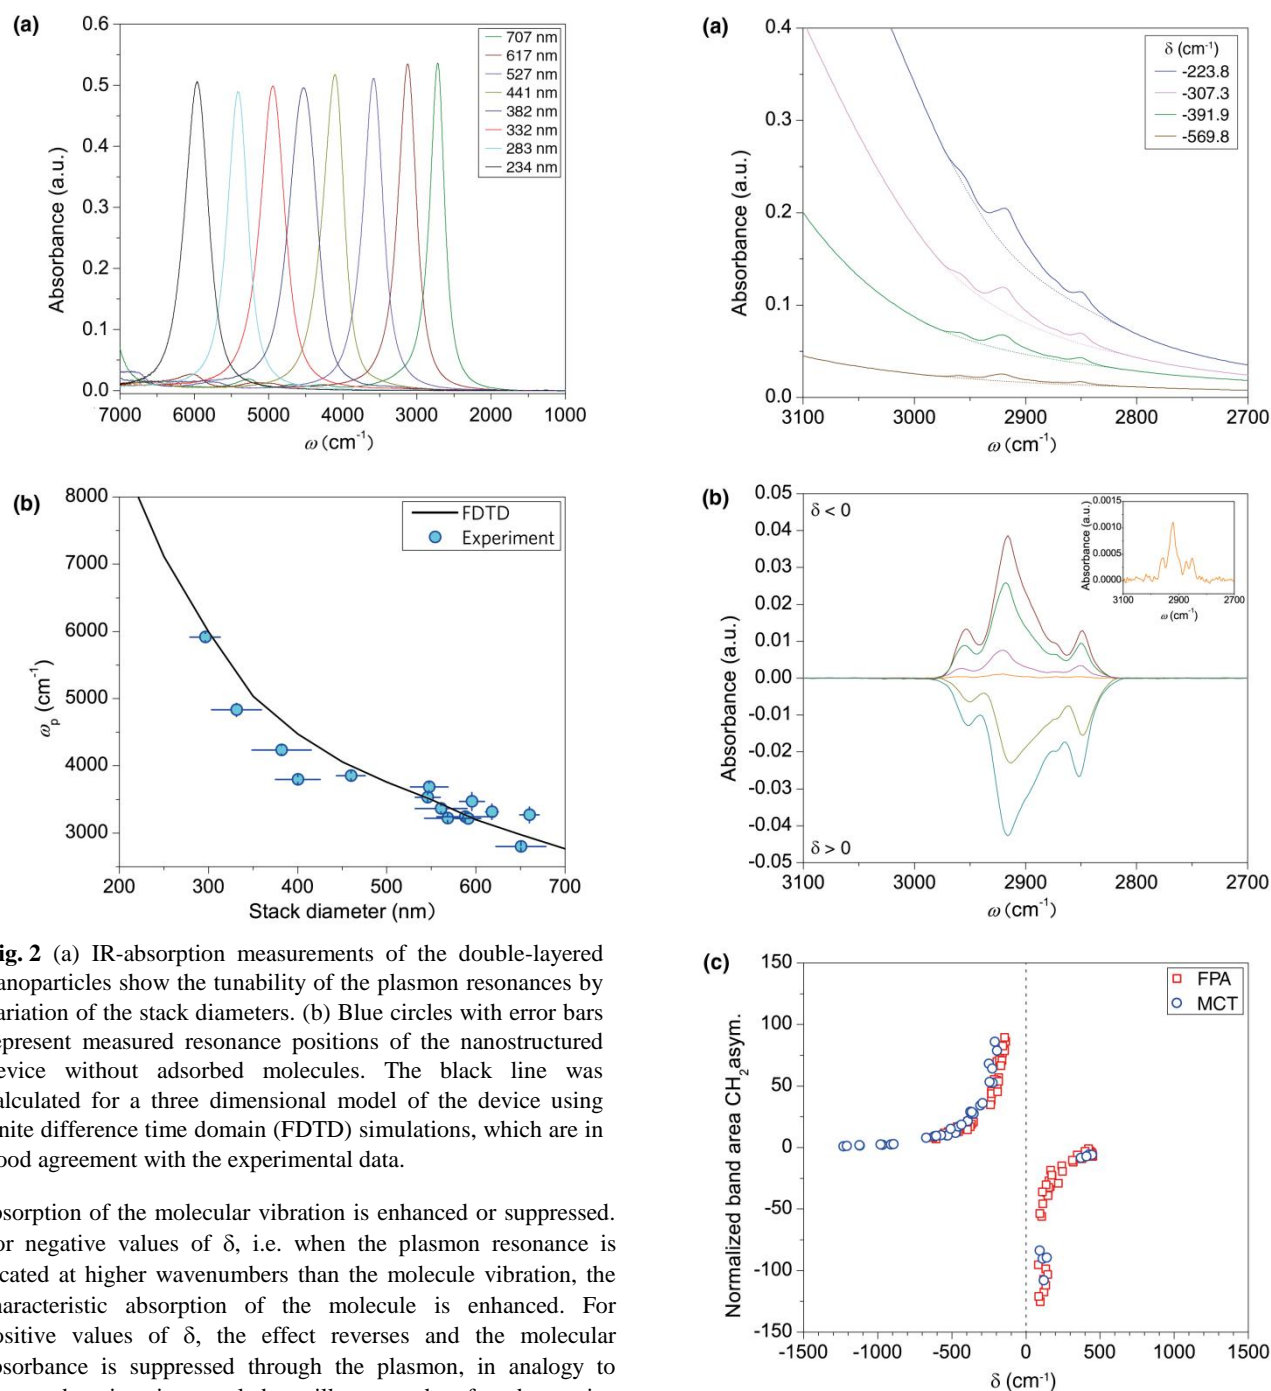 (a)
0.6
0.5
0.4
0.3
0.2
0.1
0.0
Absorbance (a.u.)
707 nm
617 nm
527 nm
441 nm
382 nm
332 nm
283 nm
234 nm
7000 6000 5000 4000 3000 2000 1000
ω (cm⁻¹)
(b)
8000
7000
6000
5000
4000
3000
ωp (cm⁻¹)
FDTD
Experiment
200 300 400 500 600 700
Stack diameter (nm)
ig. 2 (a) IR-absorption measurements of the double-layered
anoparticles show the tunability of the plasmon resonances by
ariation of the stack diameters. (b) Blue circles with error bars
epresent measured resonance positions of the nanostructured
evice without adsorbed molecules. The black line was
alculated for a three dimensional model of the device using
nite difference time domain (FDTD) simulations, which are in
ood agreement with the experimental data.
bsorption of the molecular vibration is enhanced or suppressed.
or negative values of δ, i.e. when the plasmon resonance is
cated at higher wavenumbers than the molecule vibration, the
haracteristic absorption of the molecule is enhanced. For
ositive values of δ, the effect reverses and the molecular
bsorbance is suppressed through the plasmon, in analogy to
(a)
0.4
0.3
0.2
0.1
0.0
Absorbance (a.u.)
δ (cm⁻¹)
-223.8
-307.3
-391.9
-569.8
3100 3000 2900 2800 2700
ω (cm⁻¹)
(b)
0.05
0.04
0.03
0.02
0.01
0.00
-0.01
-0.02
-0.03
-0.04
-0.05
Absorbance (a.u.)
δ < 0
δ > 0
0.0015
0.0010
0.0005
0.0000
Absorbance (a.u.)
3100 2900 2700
ω (cm⁻¹)
3100 3000 2900 2800 2700
ω (cm⁻¹)
(c)
150
100
50
0
-50
-100
-150
Normalized band area CH₂asym.
FPA
MCT
-1500 -1000 -500 0 500 1000 1500
δ (cm⁻¹)